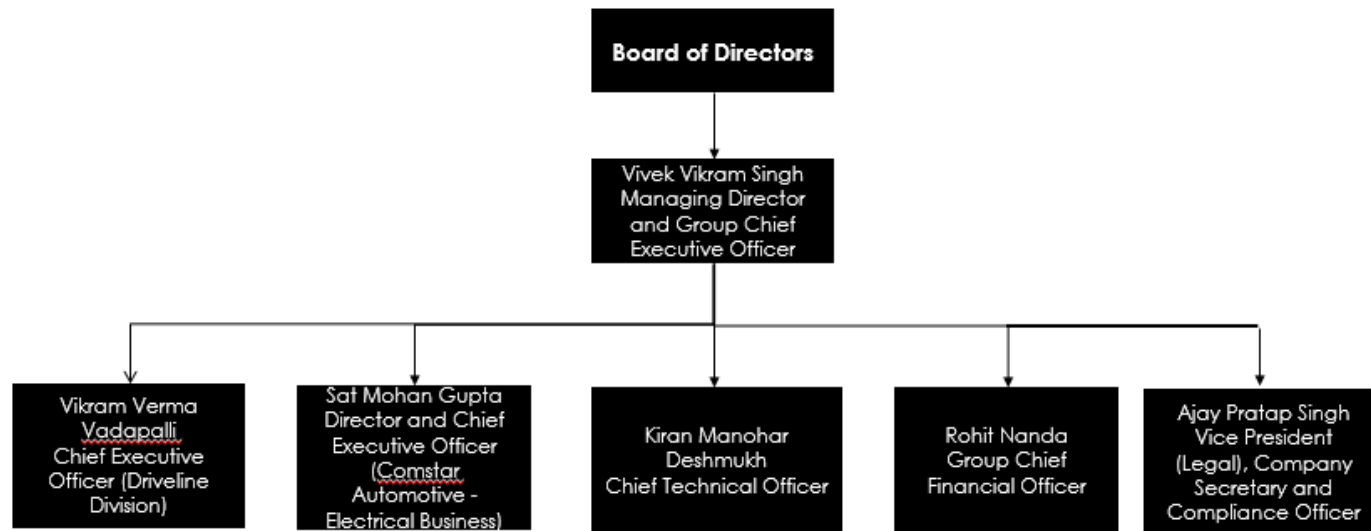 Board of Directors
Vivek Vikram Singh
Managing Director
and Group Chief
Executive Officer
Vikram Verma
Vadapalli
Chief Executive
Officer (Driveline
Division)
Sat Mohan Gupta
Director and Chief
Executive Officer
(Comstar
Automotive -
Electrical Business)
Kiran Manohar
Deshmukh
Chief Technical Officer
Rohit Nanda
Group Chief
Financial Officer
Ajay Pratap Singh
Vice President
(Legal), Company
Secretary and
Compliance Officer